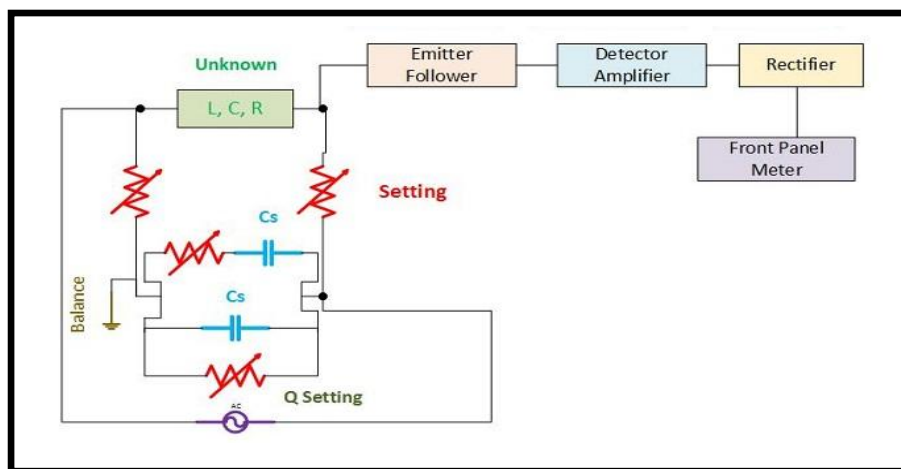 Unknown
L, C, R
Emitter
Follower
Detector
Amplifier
Rectifier
Front Panel
Meter
Setting
Cs
Cs
Balance
Q Setting
AC